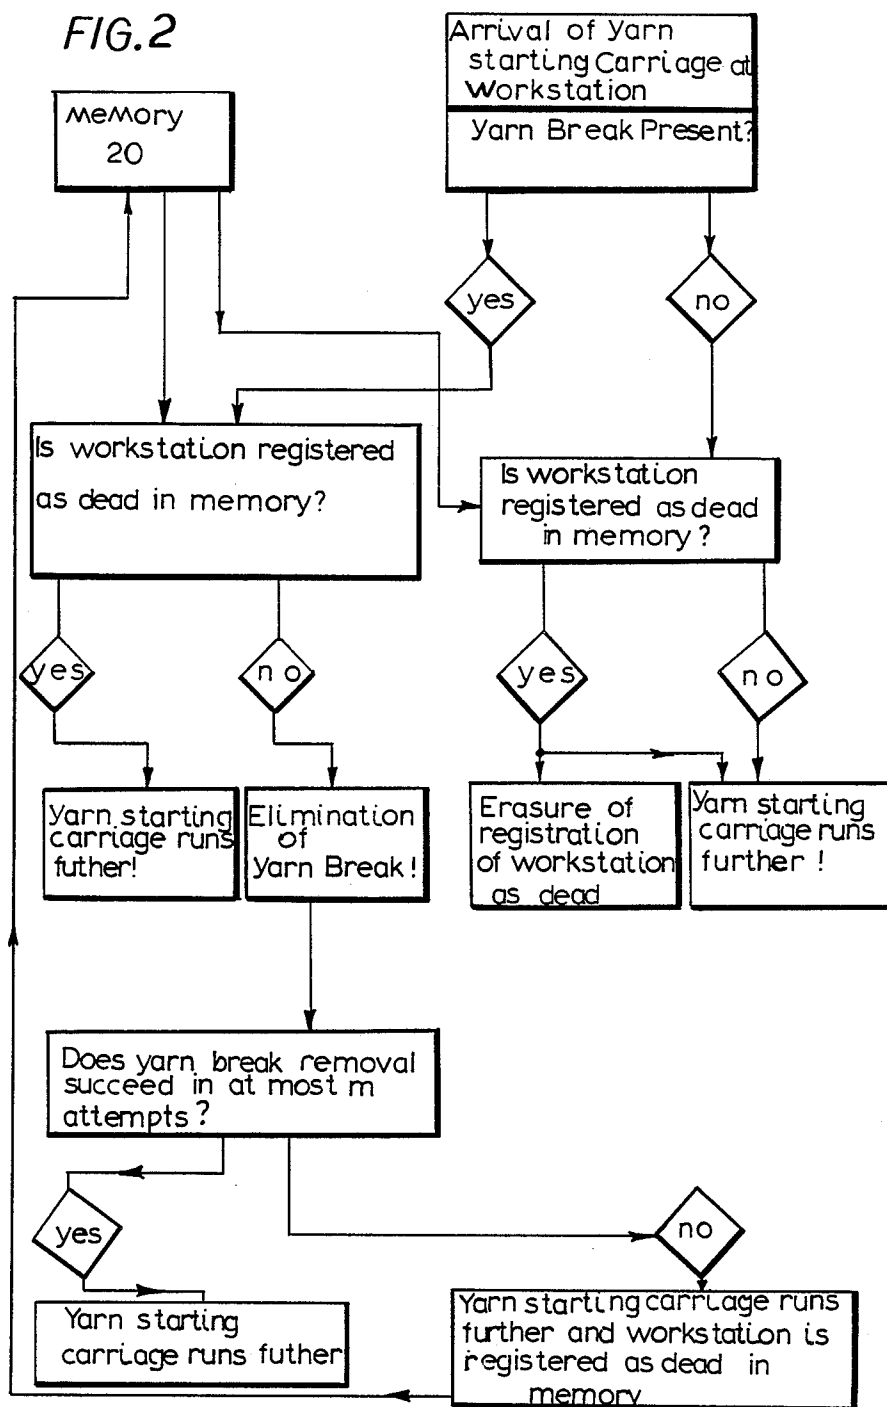 FIG.2
Arrival of Yarn
starting Carriage at
Workstation
Yarn Break Present?
Memory
20
yes
no
Is workstation registered
as dead in memory?
Is workstation
registered as dead
in memory ?
yes
no
yes
no
Yarn starting
carriage runs
futher!
Elimination
of
Yarn Break!
Erasure of
registration
of workstation
as dead
Yarn starting
carriage runs
further !
Does yarn break removal
succeed in at most m
attempts ?
yes
no
Yarn starting
carriage runs futher
Yarn starting carriage runs
further and workstation is
registered as dead in
memory